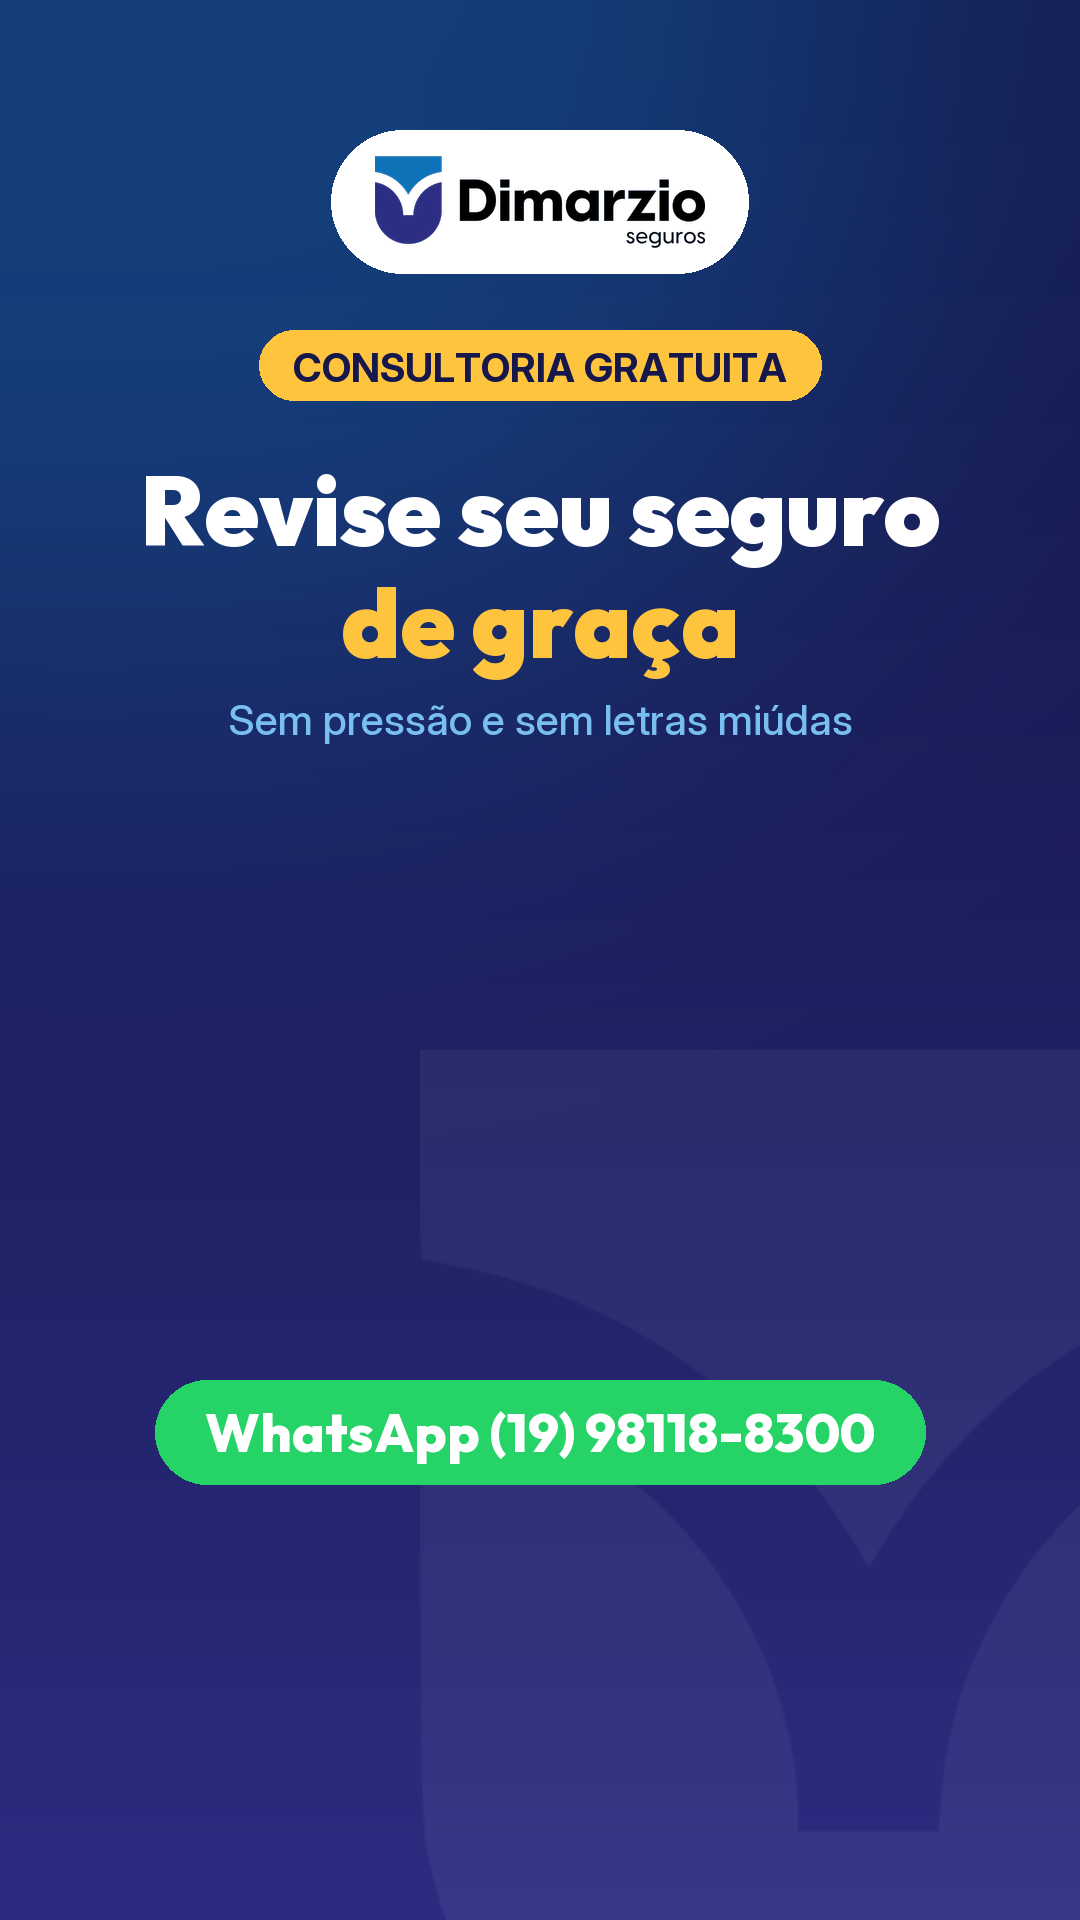 Dimarzio
seguros
CONSULTORIA GRATUITA
Revise seu seguro
de graça
Sem pressão e sem letras miúdas
WhatsApp (19) 98118-8300